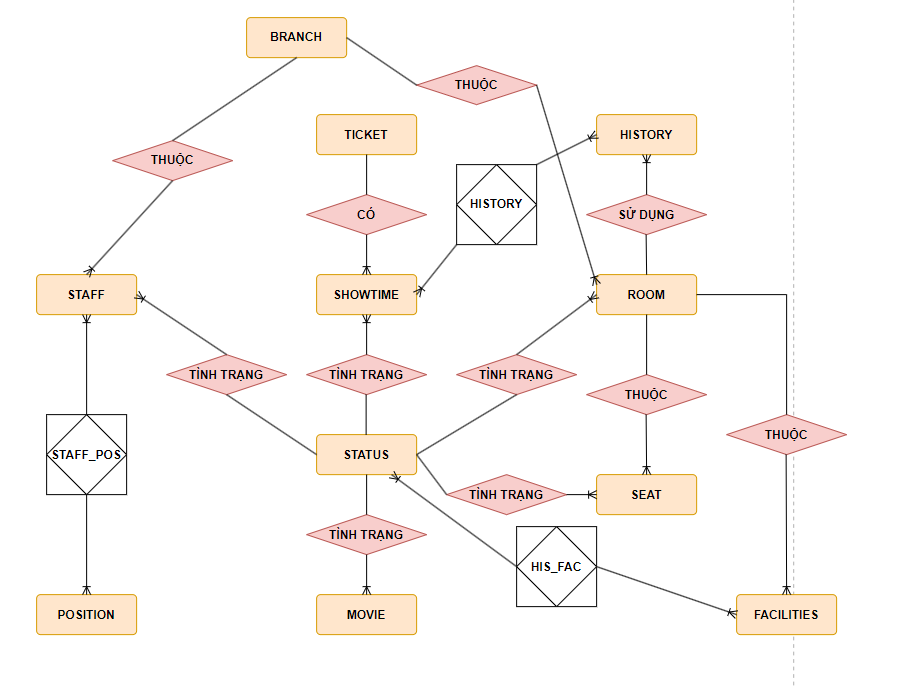 BRANCH
THUỘC
TICKET
HISTORY
THUỘC
HISTORY
CÓ
SỬ DỤNG
STAFF
SHOWTIME
ROOM
TÌNH TRẠNG
TÌNH TRẠNG
TÌNH TRẠNG
THUỘC
THUỘC
STAFF_POS
STATUS
TÌNH TRẠNG
SEAT
TÌNH TRẠNG
HIS_FAC
POSITION
MOVIE
FACILITIES